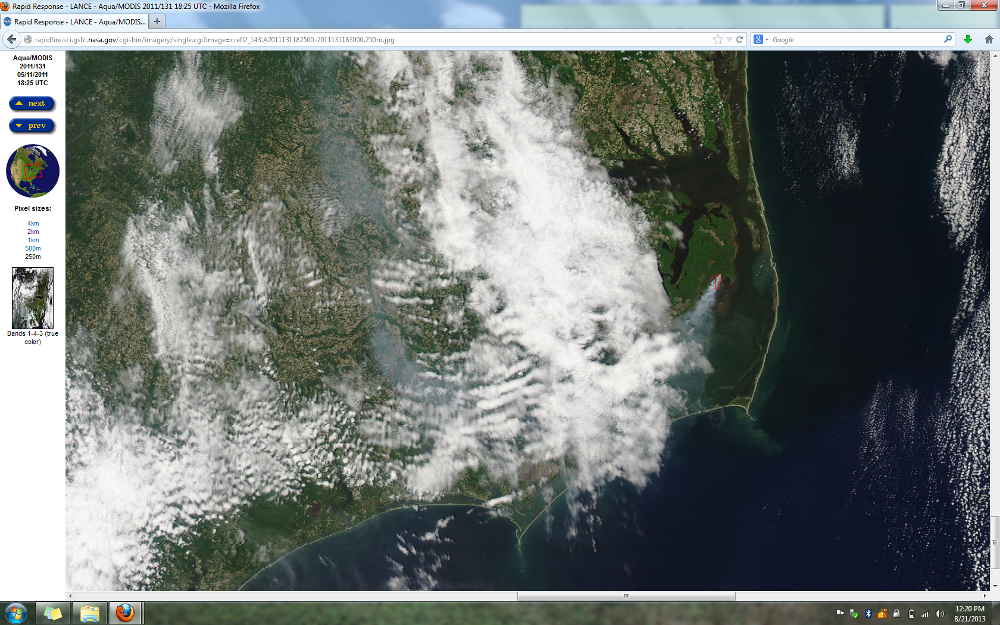 Rapid Response - LANCE - Aqua/MODIS 2011/131 18:25 UTC - Mozilla Firefox
Rapid Response - LANCE - Aqua/MODIS...
rapidfire.sci.gsfc.nasa.gov/cgi-bin/imagery/single.cgi?image=crefl2_143.A2011131182500-2011131183000.250m.jpg
Google
Aqua/MODIS
2011/131
05/11/2011
18:25 UTC
next
prev
Pixel sizes:
4km
2km
1km
500m
250m
Bands 1-4-3 (true
color)
12:20 PM
8/21/2013